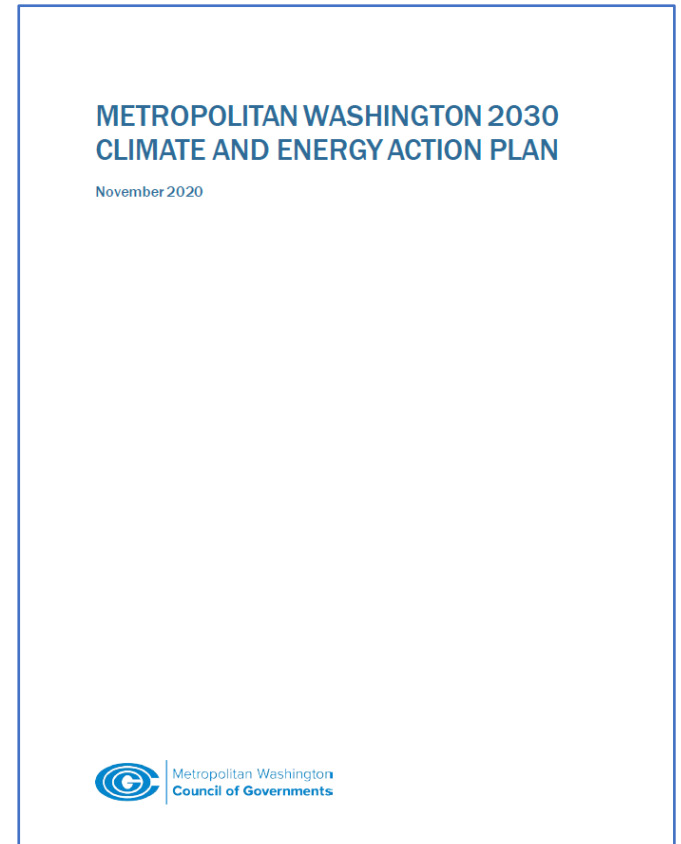 METROPOLITAN WASHINGTON 2030
CLIMATE AND ENERGY ACTION PLAN
November 2020
Metropolitan Washington
Council of Governments